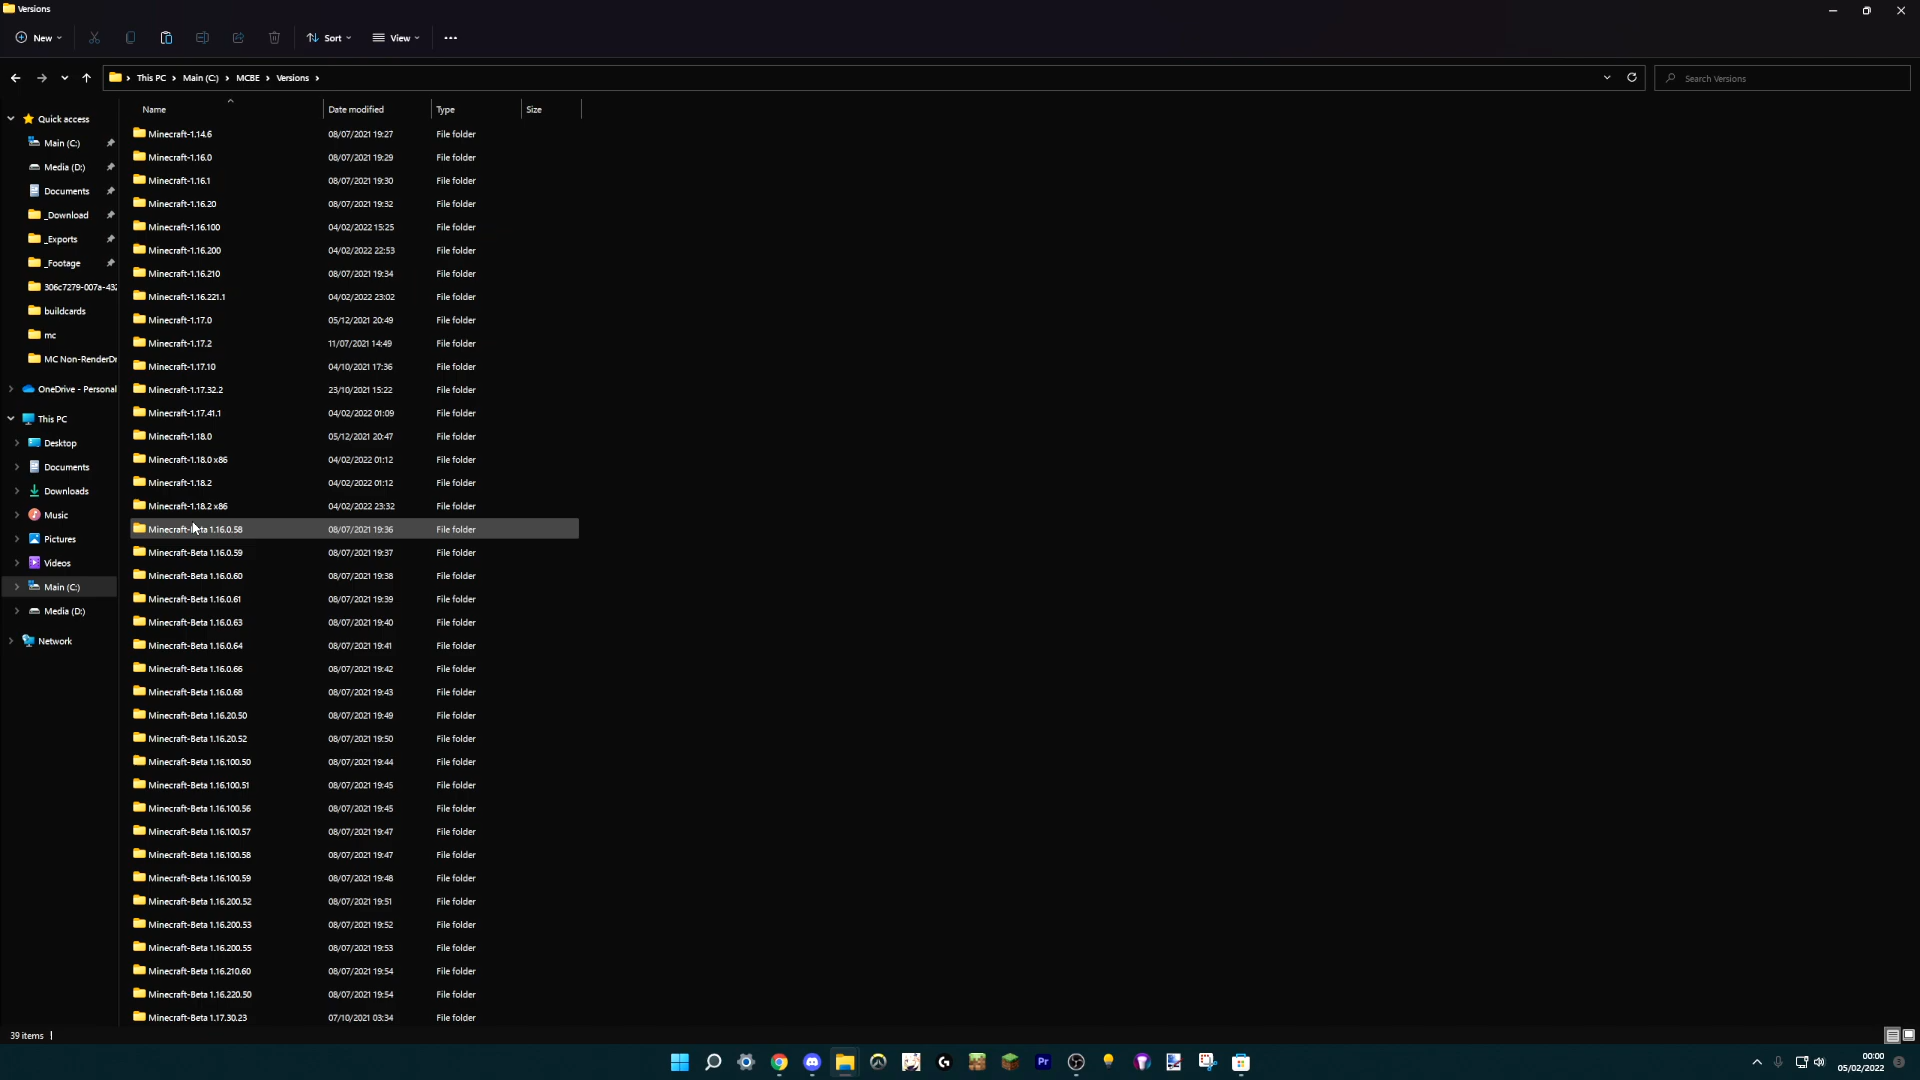 Versions
New
Sort
View
This PC
Main (C:)
MCBE
Versions
Search Versions
Name
Date modified
Type
Size
Quick access
Main (C:)
Media (D:)
Documents
_Download
_Exports
_Footage
306c7279-007a-432
buildcards
mc
MC Non-RenderDr
OneDrive - Personal
This PC
Desktop
Documents
Downloads
Music
Pictures
Videos
Main (C:)
Media (D:)
Network
Minecraft-1.14.6 08/07/2021 19:27 File folder
Minecraft-1.16.0 08/07/2021 19:29 File folder
Minecraft-1.16.1 08/07/2021 19:30 File folder
Minecraft-1.16.20 08/07/2021 19:32 File folder
Minecraft-1.16.100 04/02/2022 15:25 File folder
Minecraft-1.16.200 04/02/2022 22:53 File folder
Minecraft-1.16.210 08/07/2021 19:34 File folder
Minecraft-1.16.221.1 04/02/2022 23:02 File folder
Minecraft-1.17.0 05/12/2021 20:49 File folder
Minecraft-1.17.2 11/07/2021 14:49 File folder
Minecraft-1.17.10 04/10/2021 17:36 File folder
Minecraft-1.17.32.2 23/10/2021 15:22 File folder
Minecraft-1.17.41.1 04/02/2022 01:09 File folder
Minecraft-1.18.0 05/12/2021 20:47 File folder
Minecraft-1.18.0 x86 04/02/2022 01:12 File folder
Minecraft-1.18.2 04/02/2022 01:12 File folder
Minecraft-1.18.2 x86 04/02/2022 23:32 File folder
Minecraft-Beta 1.16.0.58 08/07/2021 19:36 File folder
Minecraft-Beta 1.16.0.59 08/07/2021 19:37 File folder
Minecraft-Beta 1.16.0.60 08/07/2021 19:38 File folder
Minecraft-Beta 1.16.0.61 08/07/2021 19:39 File folder
Minecraft-Beta 1.16.0.63 08/07/2021 19:40 File folder
Minecraft-Beta 1.16.0.64 08/07/2021 19:41 File folder
Minecraft-Beta 1.16.0.66 08/07/2021 19:42 File folder
Minecraft-Beta 1.16.0.68 08/07/2021 19:43 File folder
Minecraft-Beta 1.16.20.50 08/07/2021 19:49 File folder
Minecraft-Beta 1.16.20.52 08/07/2021 19:50 File folder
Minecraft-Beta 1.16.100.50 08/07/2021 19:44 File folder
Minecraft-Beta 1.16.100.51 08/07/2021 19:45 File folder
Minecraft-Beta 1.16.100.56 08/07/2021 19:45 File folder
Minecraft-Beta 1.16.100.57 08/07/2021 19:47 File folder
Minecraft-Beta 1.16.100.58 08/07/2021 19:47 File folder
Minecraft-Beta 1.16.100.59 08/07/2021 19:48 File folder
Minecraft-Beta 1.16.200.52 08/07/2021 19:51 File folder
Minecraft-Beta 1.16.200.53 08/07/2021 19:52 File folder
Minecraft-Beta 1.16.200.55 08/07/2021 19:53 File folder
Minecraft-Beta 1.16.210.60 08/07/2021 19:54 File folder
Minecraft-Beta 1.16.220.50 08/07/2021 19:54 File folder
Minecraft-Beta 1.17.30.23 07/10/2021 03:34 File folder
39 items
Pr
00:00
05/02/2022
3